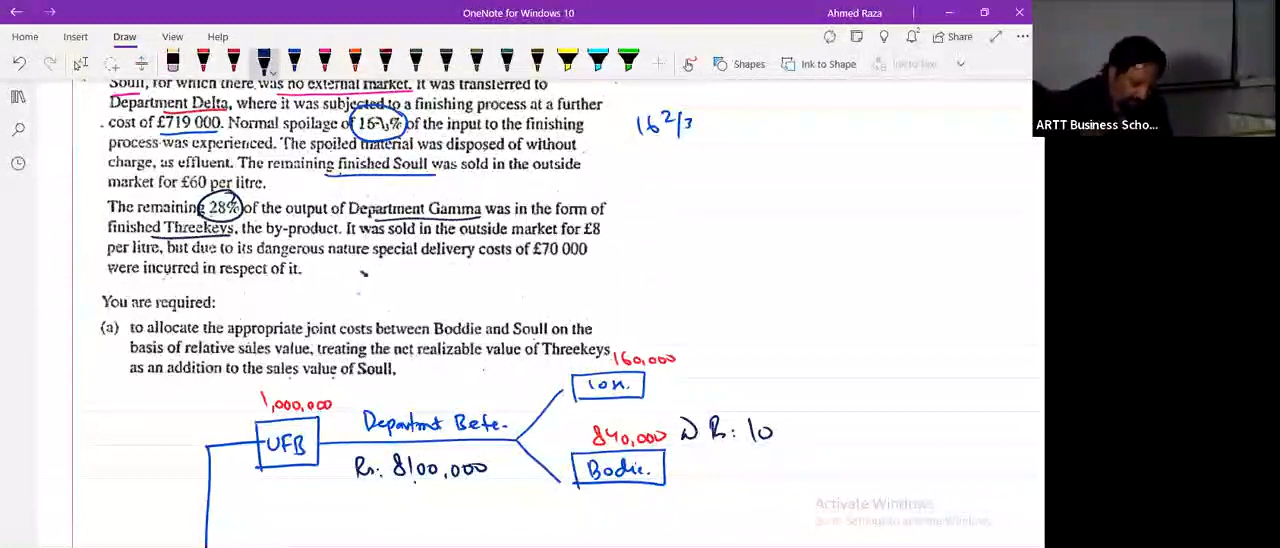 OneNote for Windows 10
Ahmed Raza
Home Insert Draw View Help
Share
Shapes Ink to Shape Ink to Text
Soull, for which there was no external market. It was transferred to
Department Delta, where it was subjected to a finishing process at a further
cost of £719 000. Normal spoilage of 16⅔% of the input to the finishing
process was experienced. The spoiled material was disposed of without
charge, as effluent. The remaining finished Soull was sold in the outside
market for £60 per litre.
16 2/3
The remaining 28% of the output of Department Gamma was in the form of
finished Threekeys, the by-product. It was sold in the outside market for £8
per litre, but due to its dangerous nature special delivery costs of £70 000
were incurred in respect of it.
You are required:
(a) to allocate the appropriate joint costs between Boddie and Soull on the
basis of relative sales value, treating the net realizable value of Threekeys
as an addition to the sales value of Soull,
160,000
1,000,000
Department Bete.
UFB
Rs: 8100,000
840,000
Rs: 10
Bodie.
Activate Windows
ARTT Business Scho...